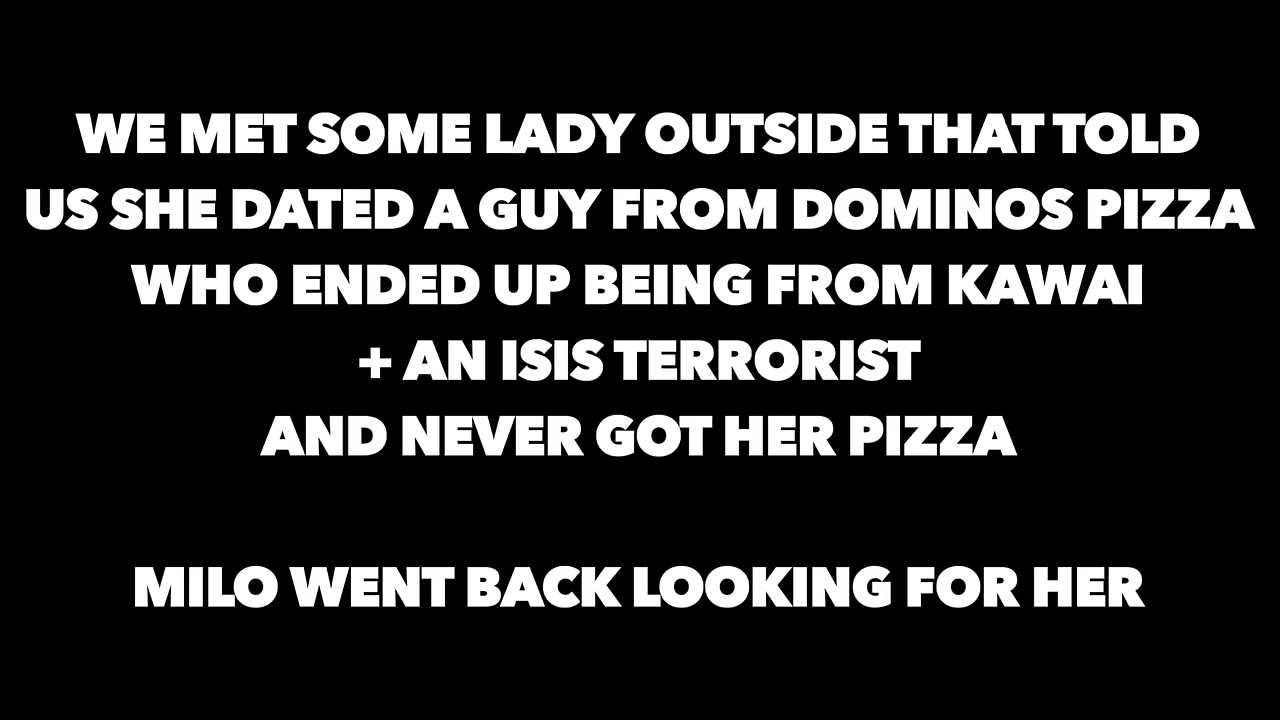 WE MET SOME LADY OUTSIDE THAT TOLD
US SHE DATED A GUY FROM DOMINOS PIZZA
WHO ENDED UP BEING FROM KAWAI
+ AN ISIS TERRORIST
AND NEVER GOT HER PIZZA
MILO WENT BACK LOOKING FOR HER